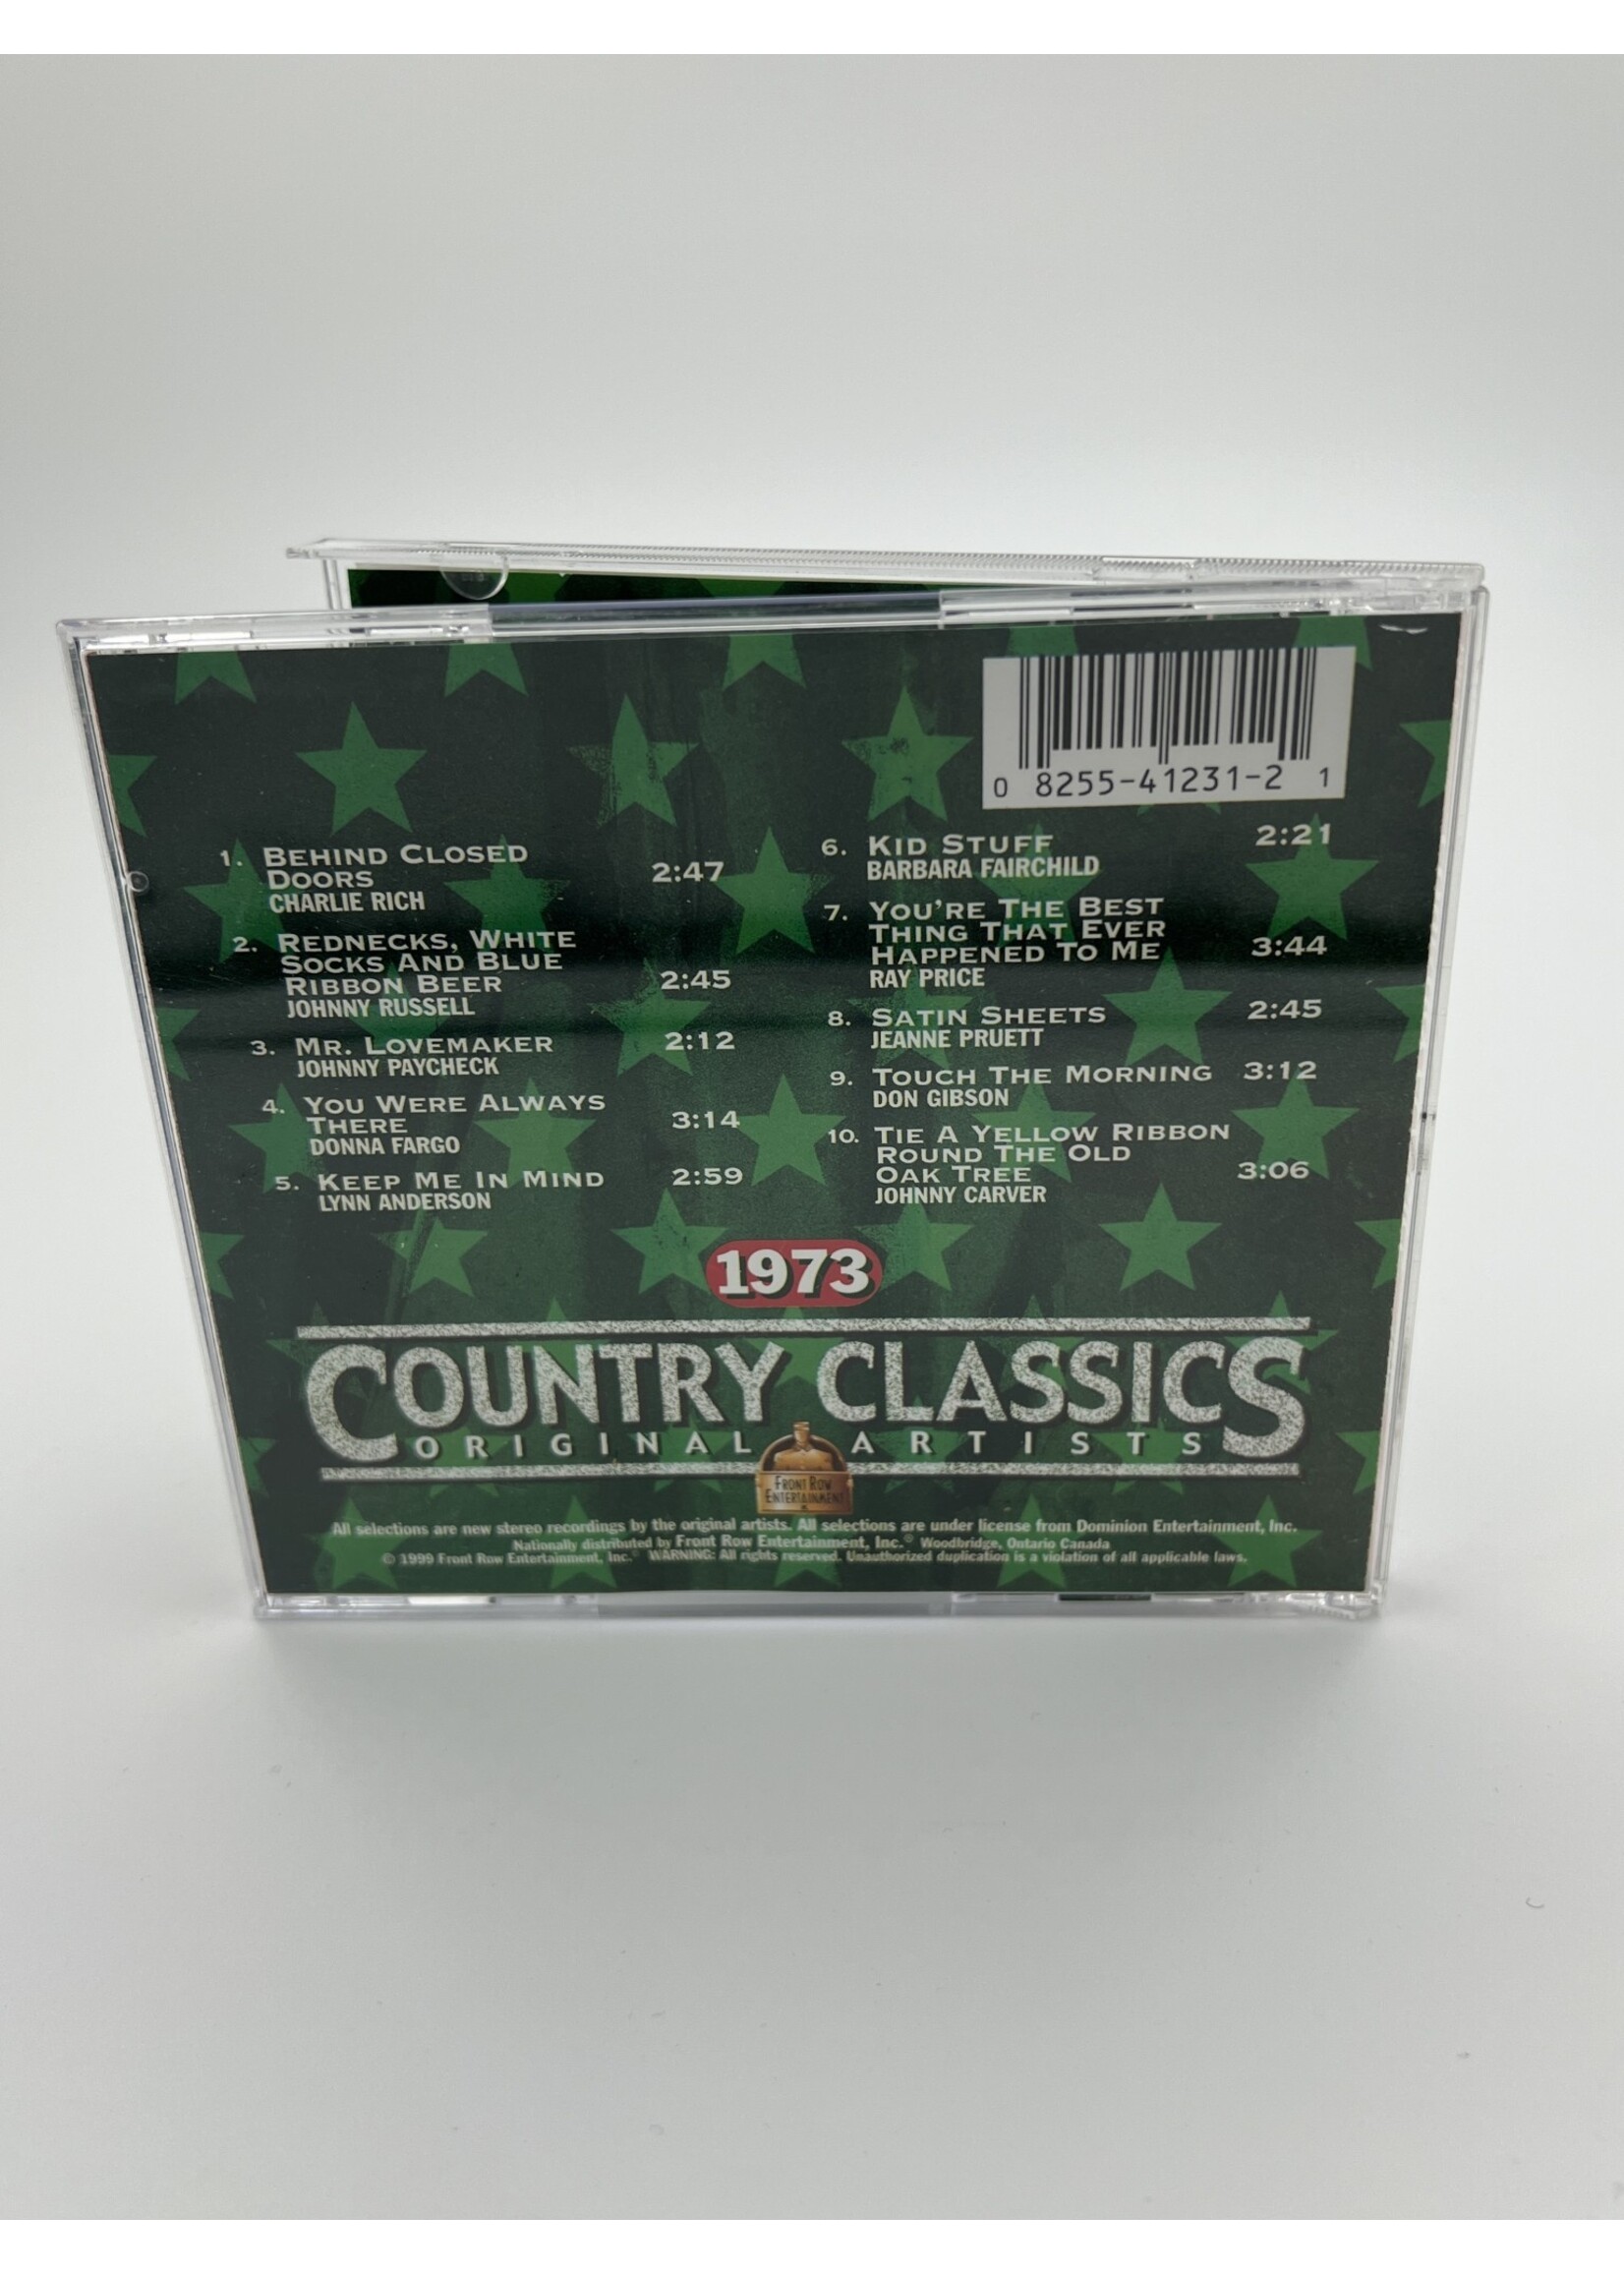 0 8255-41231-2 1
1. BEHIND CLOSED
DOORS 2:47
CHARLIE RICH
2. REDNECKS, WHITE
SOCKS AND BLUE
RIBBON BEER 2:45
JOHNNY RUSSELL
3. MR. LOVEMAKER 2:12
JOHNNY PAYCHECK
4. YOU WERE ALWAYS
THERE 3:14
DONNA FARGO
5. KEEP ME IN MIND 2:59
LYNN ANDERSON
6. KID STUFF 2:21
BARBARA FAIRCHILD
7. YOU'RE THE BEST
THING THAT EVER
HAPPENED TO ME 3:44
RAY PRICE
8. SATIN SHEETS 2:45
JEANNE PRUETT
9. TOUCH THE MORNING 3:12
DON GIBSON
10. TIE A YELLOW RIBBON
ROUND THE OLD
OAK TREE 3:06
JOHNNY CARVER
1973
COUNTRY CLASSICS
ORIGINAL ARTISTS
FRONT ROW
ENTERTAINMENT
All selections are new stereo recordings by the original artists. All selections are under license from Dominion Entertainment, Inc.
Nationally distributed by Front Row Entertainment, Inc.® Woodbridge, Ontario Canada
© 1999 Front Row Entertainment, Inc.® WARNING: All rights reserved. Unauthorized duplication is a violation of all applicable laws.